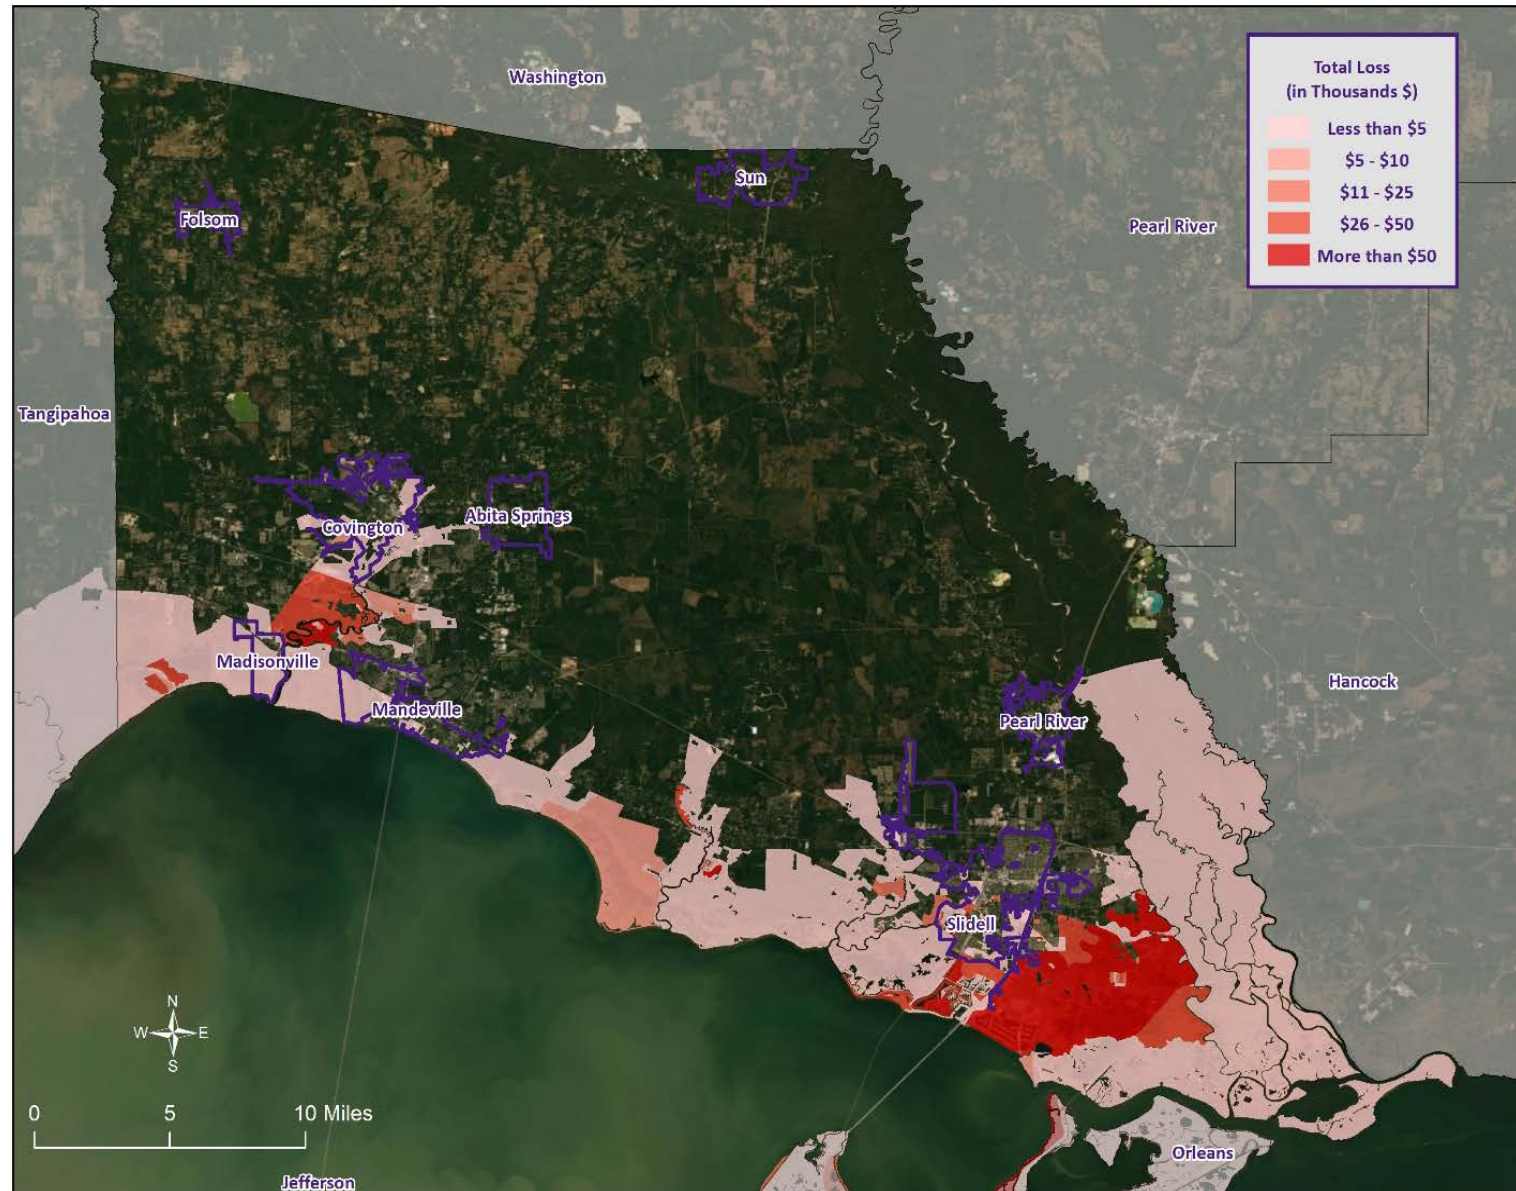 Washington
Total Loss
(in Thousands $)
Less than $5
$5 - $10
$11 - $25
$26 - $50
More than $50
Sun
Folsom
Pearl River
Tangipahoa
Covington
Abita Springs
Madisonville
Mandeville
Hancock
Pearl River
Slidell
N
W E
S
0 5 10 Miles
Orleans
Jefferson